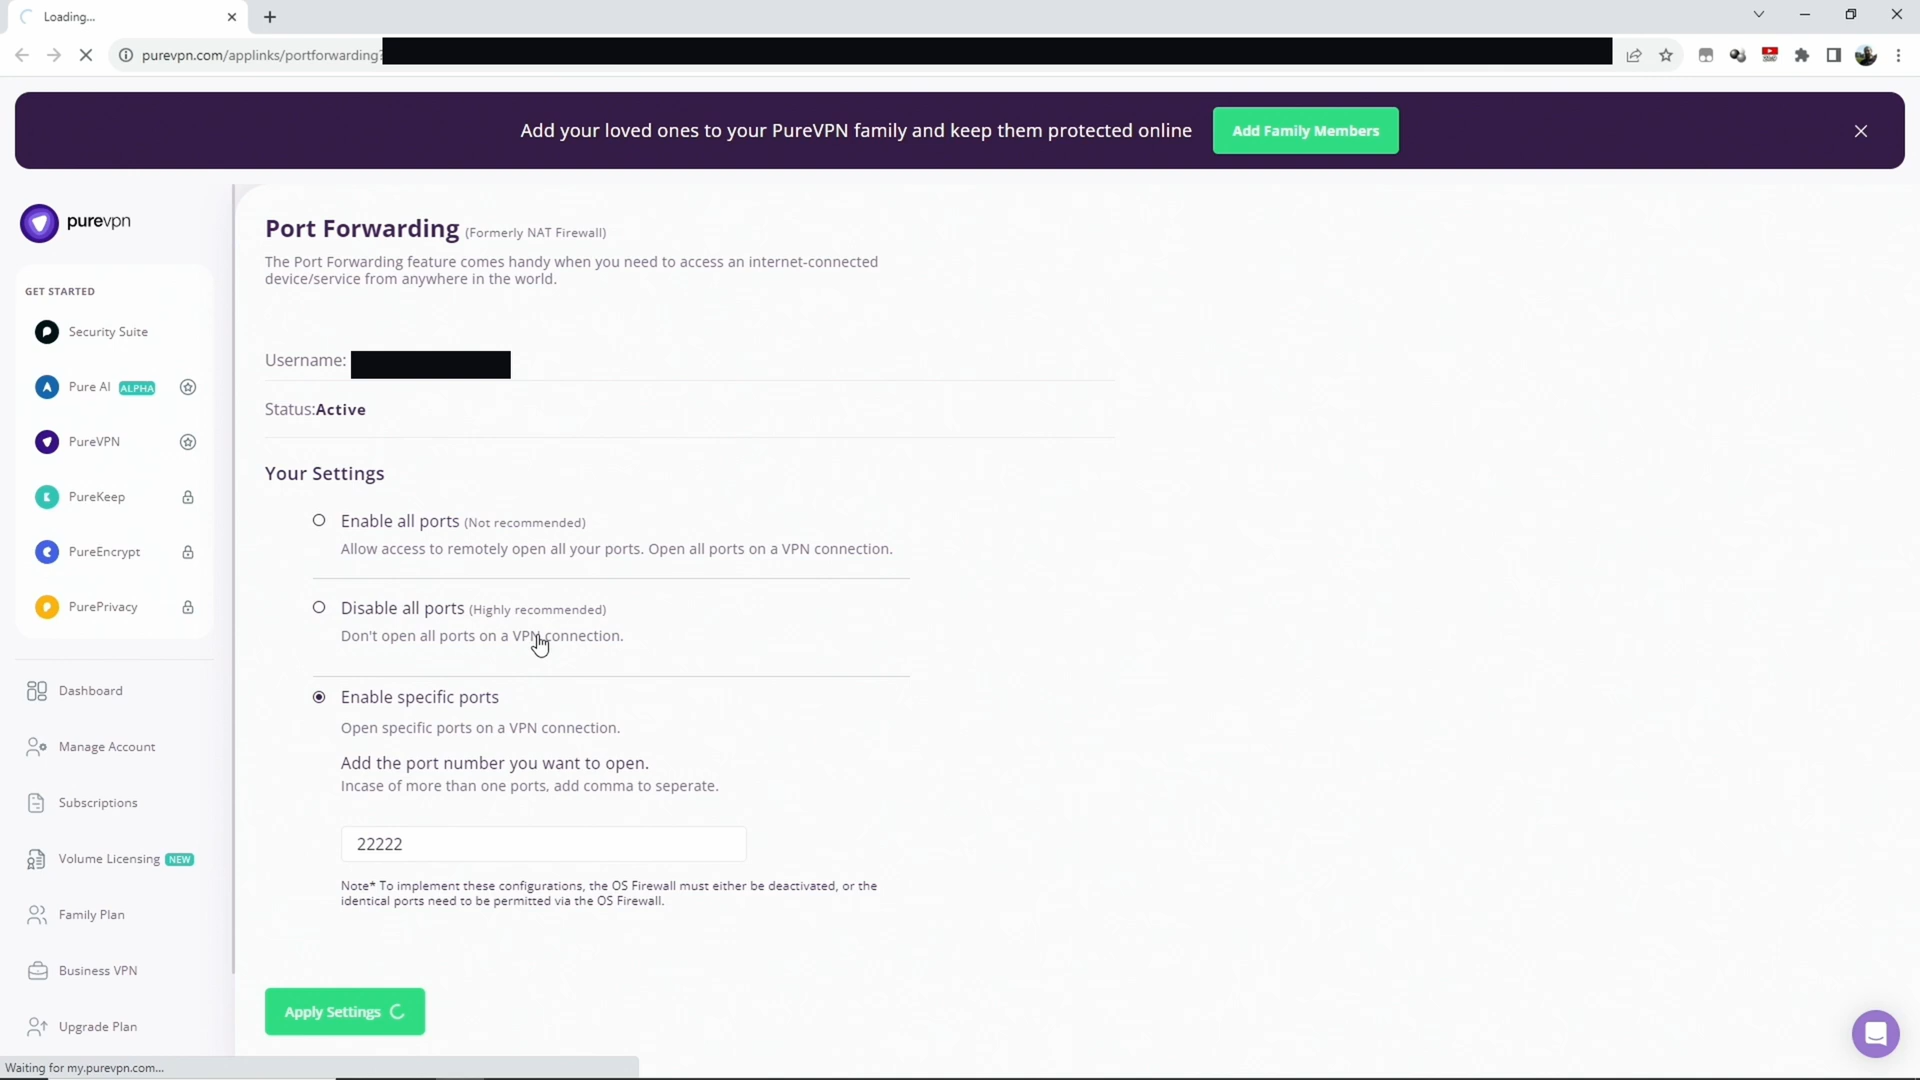 Loading...
purevpn.com/applinks/portforwarding?
Add your loved ones to your PureVPN family and keep them protected online
Add Family Members
purevpn
GET STARTED
Security Suite
Pure AI ALPHA
PureVPN
PureKeep
PureEncrypt
PurePrivacy
Dashboard
Manage Account
Subscriptions
Volume Licensing NEW
Family Plan
Business VPN
Upgrade Plan
Port Forwarding (Formerly NAT Firewall)
The Port Forwarding feature comes handy when you need to access an internet-connected
device/service from anywhere in the world.
Username:
Status:Active
Your Settings
Enable all ports (Not recommended)
Allow access to remotely open all your ports. Open all ports on a VPN connection.
Disable all ports (Highly recommended)
Don't open all ports on a VPN connection.
Enable specific ports
Open specific ports on a VPN connection.
Add the port number you want to open.
Incase of more than one ports, add comma to seperate.
22222
Note* To implement these configurations, the OS Firewall must either be deactivated, or the
identical ports need to be permitted via the OS Firewall.
Apply Settings
Waiting for my.purevpn.com...